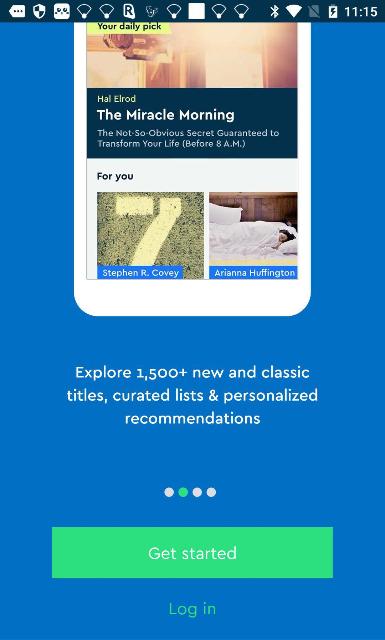 11:15
Your daily pick
Hal Elrod
The Miracle Morning
The Not-So-Obvious Secret Guaranteed to
Transform Your Life (Before 8 A.M.)
For you
7
Stephen R. Covey
Arianna Huffington
Explore 1,500+ new and classic
titles, curated lists & personalized
recommendations
Get started
Log in